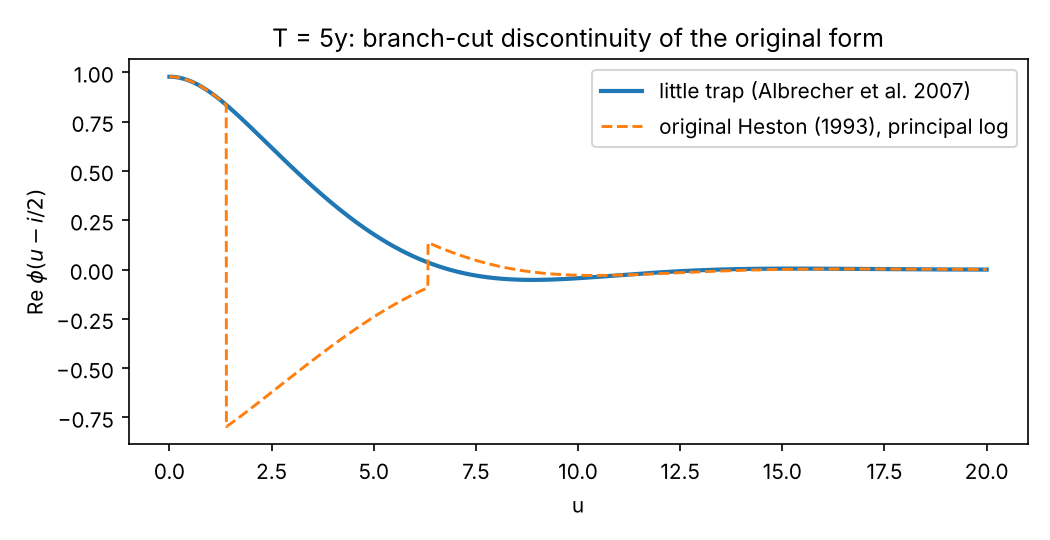 T = 5y: branch-cut discontinuity of the original form
little trap (Albrecher et al. 2007)
original Heston (1993), principal log
Re ϕ(u − i/2)
1.00
0.75
0.50
0.25
0.00
−0.25
−0.50
−0.75
0.0 2.5 5.0 7.5 10.0 12.5 15.0 17.5 20.0
u